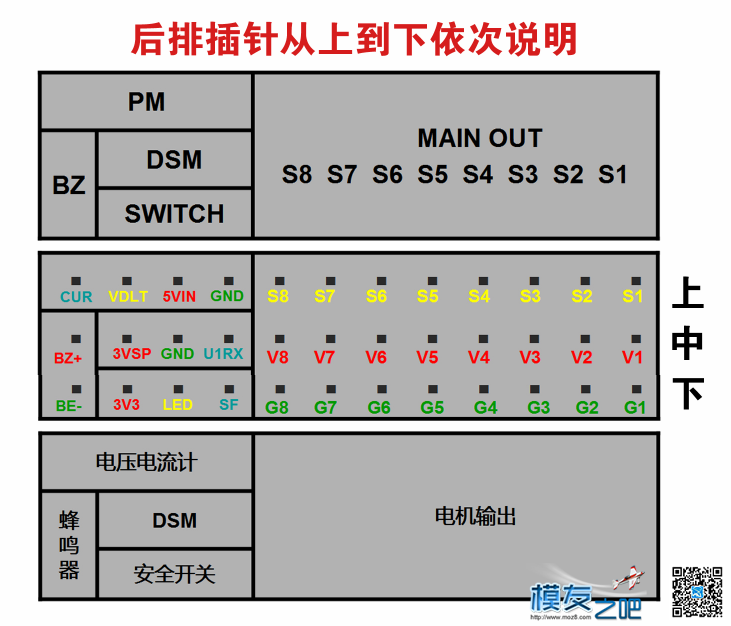 后排插针从上到下依次说明
PM
MAIN OUT
DSM
BZ
S8 S7 S6 S5 S4 S3 S2 S1
SWITCH
CUR VDLT 5VIN GND S8 S7 S6 S5 S4 S3 S2 S1
上
BZ+ 3VSP GND U1RX V8 V7 V6 V5 V4 V3 V2 V1
中
BE- 3V3 LED SF G8 G7 G6 G5 G4 G3 G2 G1
下
电压电流计
蜂鸣器
DSM
电机输出
安全开关
模友之吧
http://www.moz8.com